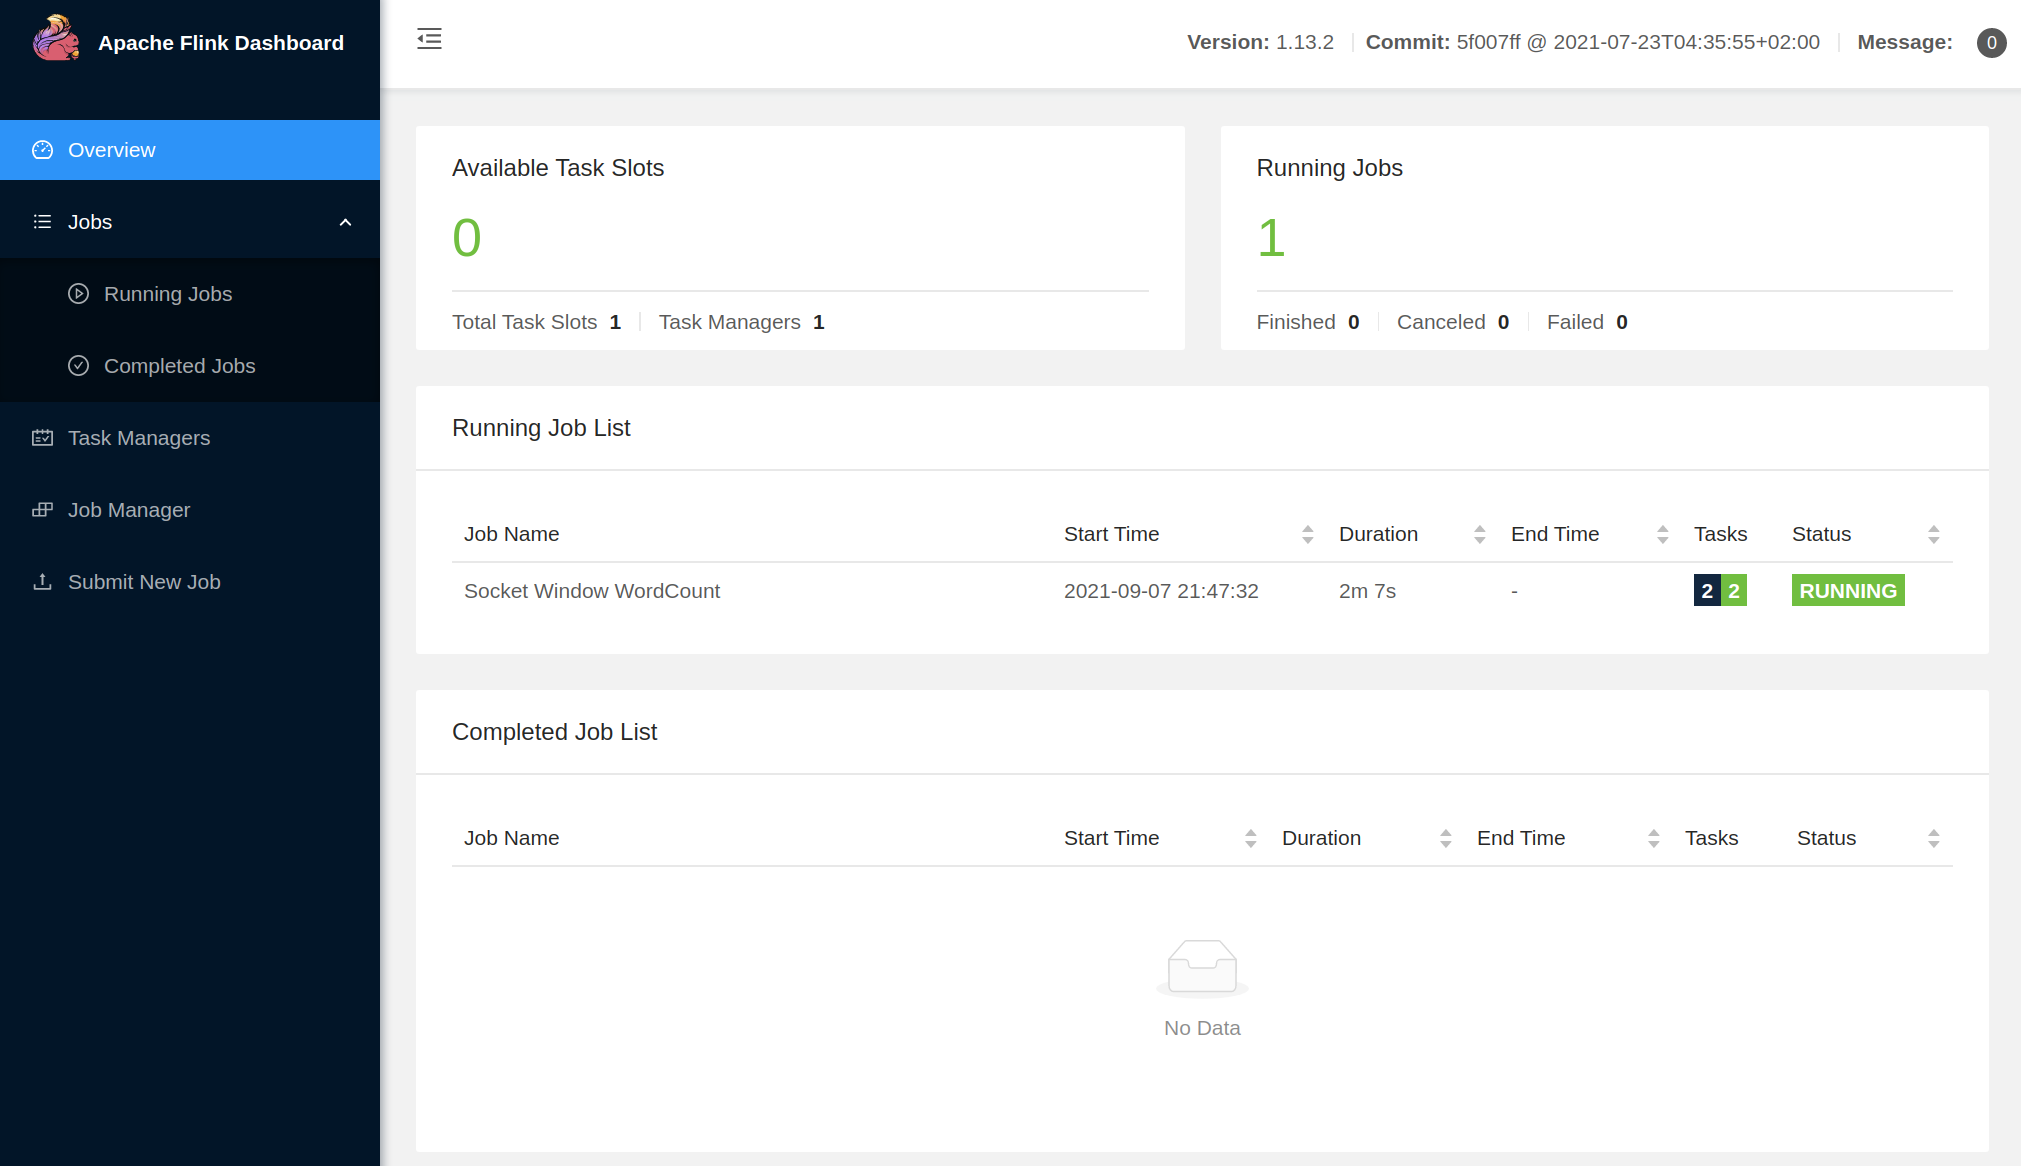 Apache Flink Dashboard
Version: 1.13.2 Commit: 5f007ff @ 2021-07-23T04:35:55+02:00 Message: 0
Overview
Jobs
Running Jobs
Completed Jobs
Task Managers
Job Manager
Submit New Job
Available Task Slots
0
Total Task Slots 1 Task Managers 1
Running Jobs
1
Finished 0 Canceled 0 Failed 0
Running Job List
Job Name Start Time Duration End Time Tasks Status
Socket Window WordCount 2021-09-07 21:47:32 2m 7s - 2 2 RUNNING
Completed Job List
Job Name Start Time Duration End Time Tasks Status
No Data